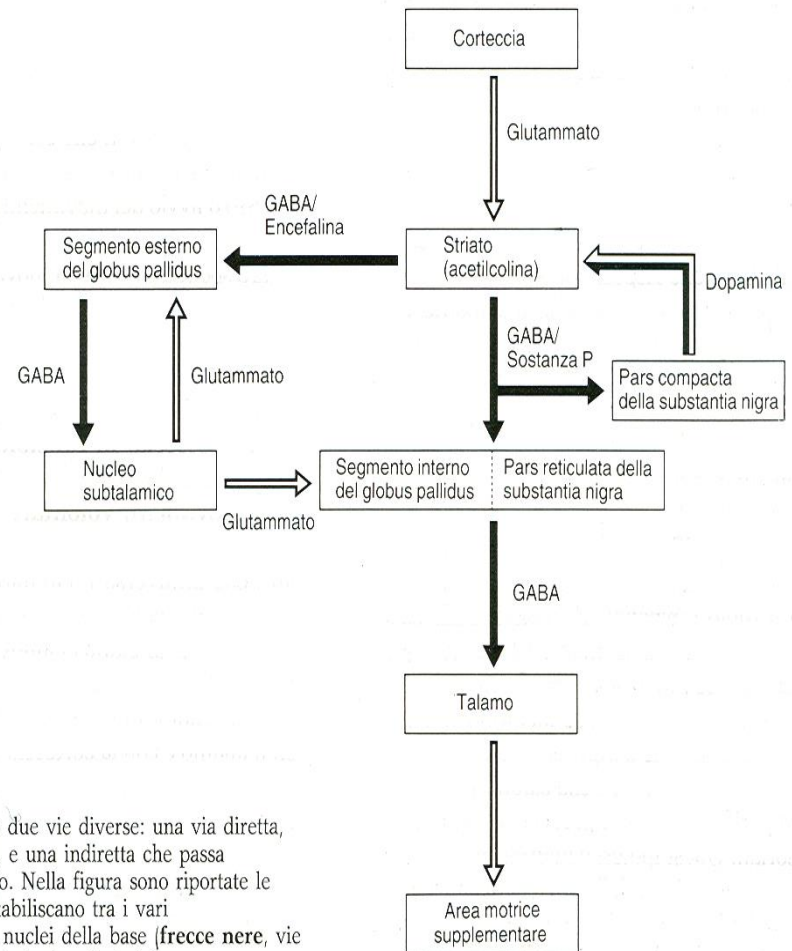 Corteccia
Glutammato
GABA/
Encefalina
Segmento esterno
del globus pallidus
Striato
(acetilcolina)
Dopamina
GABA/
Sostanza P
GABA
Glutammato
Pars compacta
della substantia nigra
Nucleo
subtalamico
Segmento interno
del globus pallidus
Pars reticulata della
substantia nigra
Glutammato
GABA
Talamo
due vie diverse: una via diretta,
e una indiretta che passa
o. Nella figura sono riportate le
tabiliscano tra i vari
nuclei della base (frecce nere, vie
Area motrice
supplementare